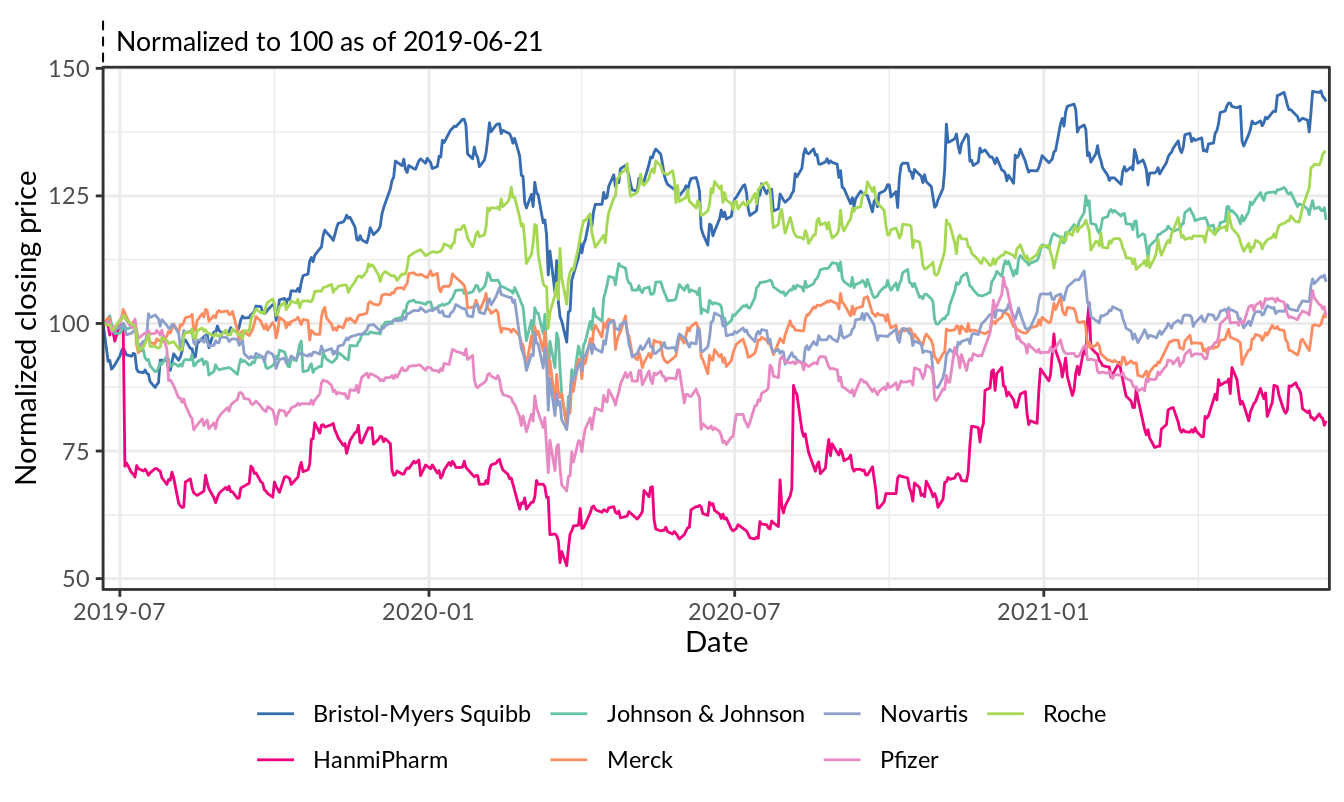 Normalized to 100 as of 2019-06-21
150
125
100
75
50
Normalized closing price
2019-07 2020-01 2020-07 2021-01
Date
Bristol-Myers Squibb Johnson & Johnson Novartis Roche
HanmiPharm Merck Pfizer